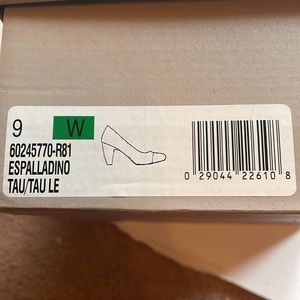 9 W
60245770-R81
ESPALLADINO
TAU/TAU LE
0 29044 22610 8